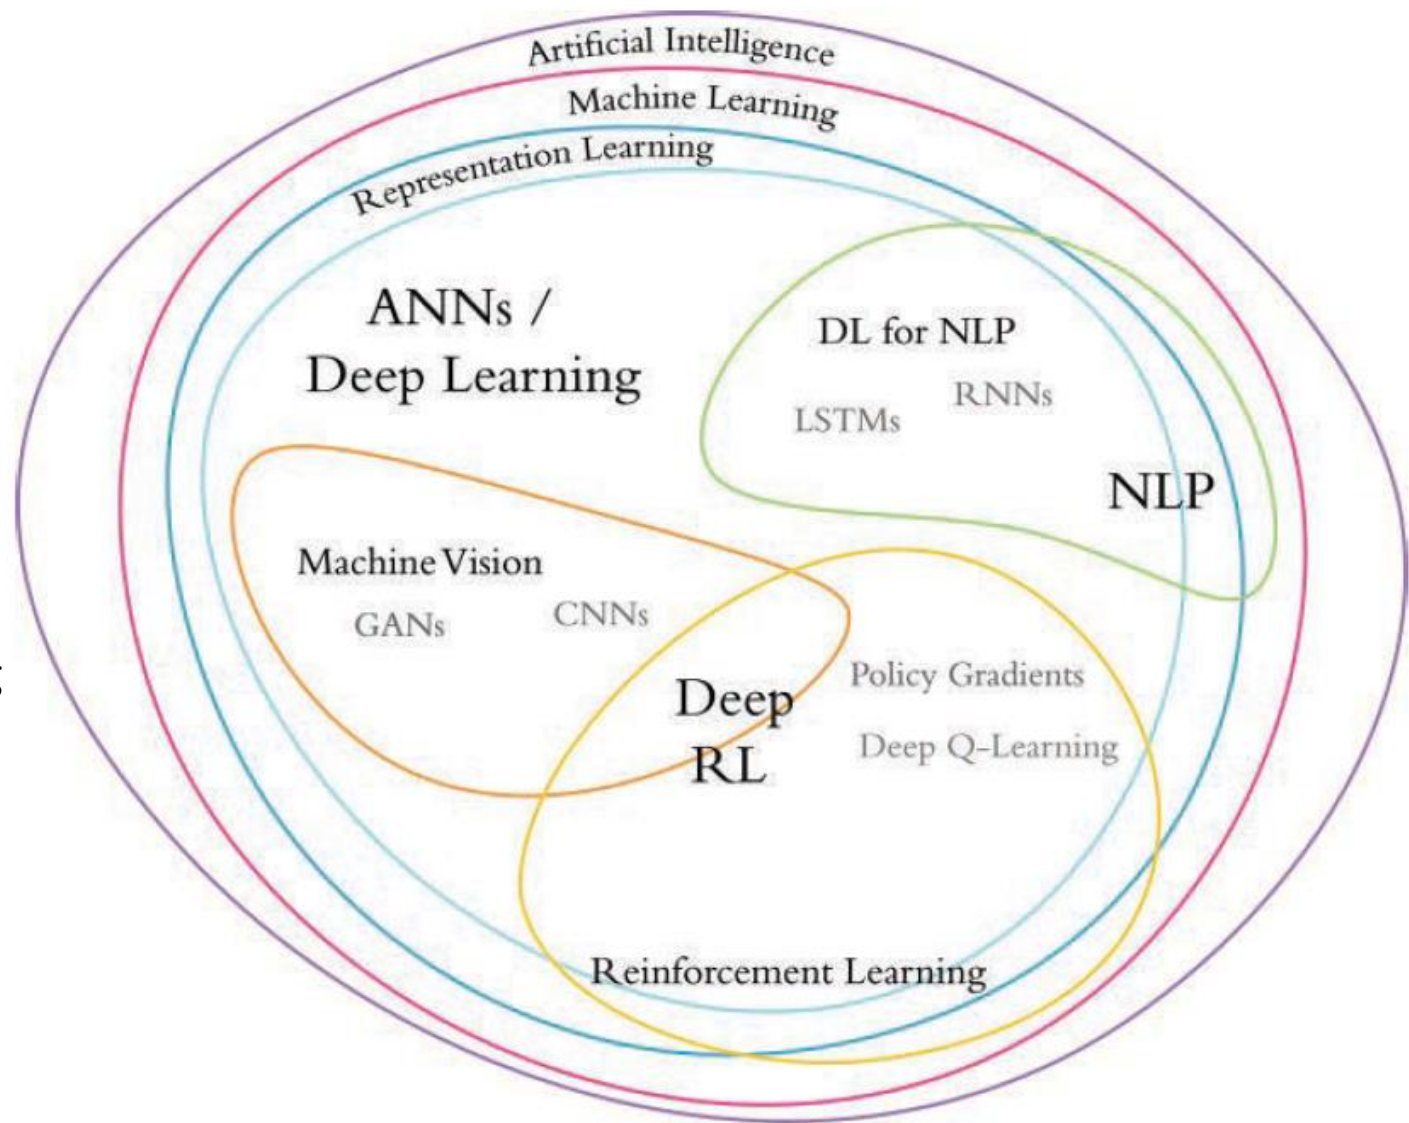 Artificial Intelligence
Machine Learning
Representation Learning
ANNs /
Deep Learning
DL for NLP
RNNs
LSTMs
NLP
Machine Vision
GANs
CNNs
Deep
RL
Policy Gradients
Deep Q-Learning
Reinforcement Learning